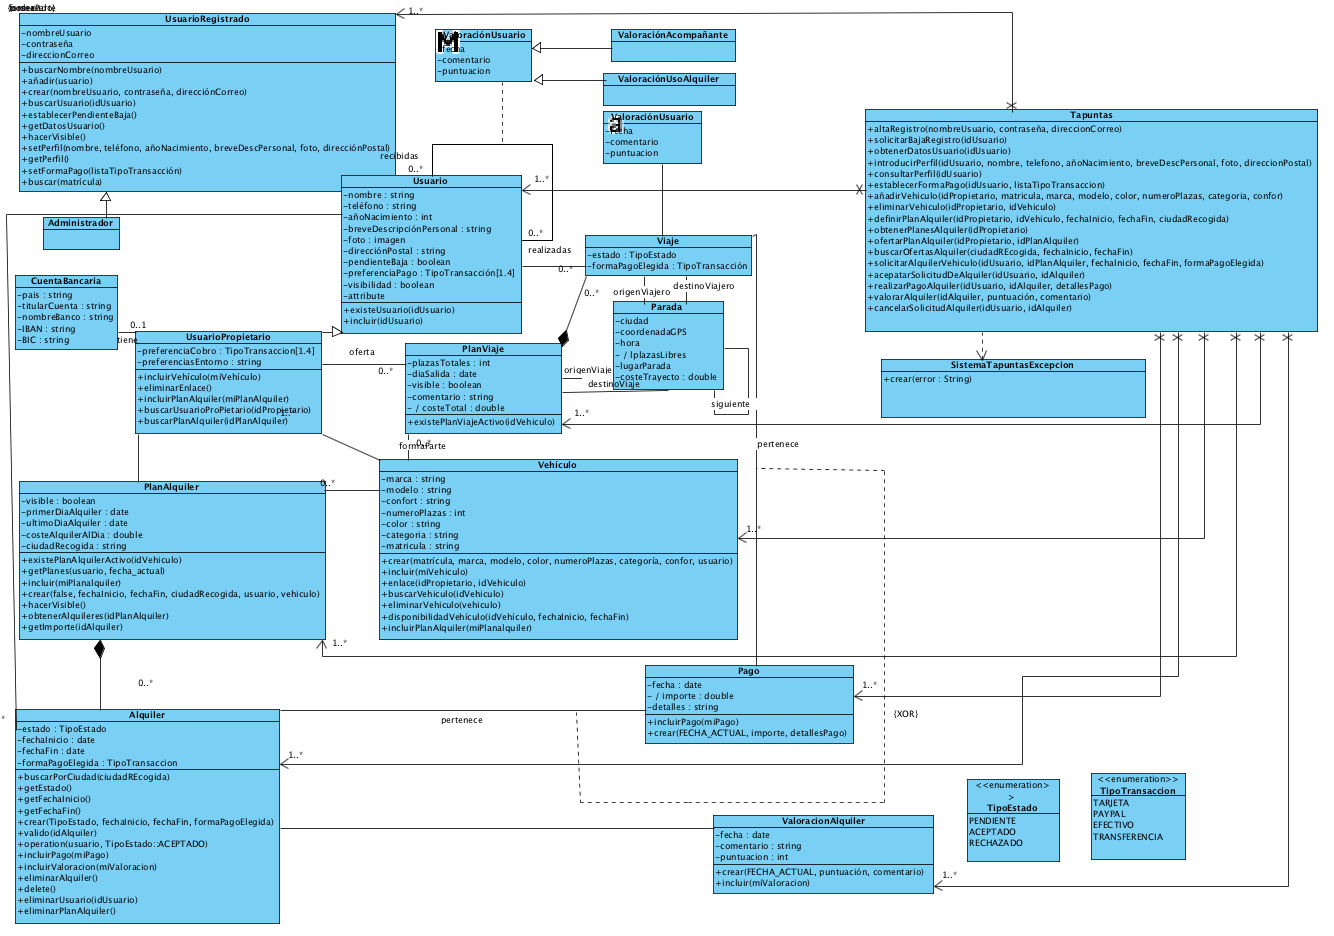 UsuarioRegistrado
-nombreUsuario
-contraseña
-direccionCorreo
+buscarNombre(nombreUsuario)
+añadir(usuario)
+crear(nombreUsuario, contraseña, direcciónCorreo)
+buscarUsuario(idUsuario)
+establecerPendienteBaja()
+getDatosUsuario()
+hacerVisible()
+setPerfil(nombre, teléfono, añoNacimiento, breveDescPersonal, foto, direcciónPostal)
+getPerfil()
+setFormaPago(listaTipoTransacción)
+buscar(matrícula)
1..*
ValoraciónUsuario
-comentario
-puntuacion
ValoraciónAcompañante
ValoraciónUsoAlquiler
ValoraciónUsuario
-comentario
-puntuacion
Tapuntas
+altaRegistro(nombreUsuario, contraseña, direccionCorreo)
+solicitarBajaRegistro(idUsuario)
+obtenerDatosUsuario(idUsuario)
+introducirPerfil(idUsuario, nombre, telefono, añoNacimiento, breveDescPersonal, foto, direccionPostal)
+consultarPerfil(idUsuario)
+establecerFormaPago(idUsuario, listaTipoTransaccion)
+añadirVehiculo(idPropietario, matricula, marca, modelo, color, numeroPlazas, categoria, confor)
+eliminarVehiculo(idPropietario, idVehiculo)
+definirPlanAlquiler(idPropietario, idVehiculo, fechaInicio, fechaFin, ciudadRecogida)
+obtenerPlanesAlquiler(idPropietario)
+ofertarPlanAlquiler(idPropietario, idPlanAlquiler)
+buscarOfertasAlquiler(ciudadREcogida, fechaInicio, fechaFin)
+solicitarAlquilerVehiculo(idUsuario, idPlanAlquiler, fechaInicio, fechaFin, formaPagoElegida)
+acepatarSolicitudDeAlquiler(idUsuario, idAlquiler)
+realizarPagoAlquiler(idUsuario, idAlquiler, detallesPago)
+valorarAlquiler(idAlquiler, puntuación, comentario)
+cancelarSolicitudAlquiler(idUsuario, idAlquiler)
recibidas
0..*
Usuario
-nombre : string
-teléfono : string
-añoNacimiento : int
-breveDescripciónPersonal : string
-foto : imagen
-direcciónPostal : string
-pendienteBaja : boolean
-preferenciaPago : TipoTransacción[1.4]
-visibilidad : boolean
-attribute
+existeUsuario(idUsuario)
+incluir(idUsuario)
1..*
0..*
realizadas
0..*
Administrador
Viaje
-estado : TipoEstado
-formaPagoElegida : TipoTransacción
origenViajero
destinoViajero
0..*
CuentaBancaria
-pais : string
-titularCuenta : string
-nombreBanco : string
-IBAN : string
-BIC : string
0..1
tiene
Parada
-ciudad
-coordenadaGPS
-hora
- / lplazasLibres
-lugarParada
-costeTrayecto : double
siguiente
UsuarioPropietario
-preferenciaCobro : TipoTransaccion[1.4]
-preferenciasEntorno : string
+incluirVehículo(miVehículo)
+eliminarEnlace()
+incluirPlanAlquiler(miPlanAlquiler)
+buscarUsuarioProPietario(idPropietario)
+buscarPlanAlquiler(idPlanAlquiler)
1..*
oferta
0..*
PlanViaje
-plazasTotales : int
-diaSalida : date
-visible : boolean
-comentario : string
- / costeTotal : double
+existePlanViajeActivo(idVehiculo)
origenViaje
destinoViaje
1..*
SistemaTapuntasExcepcion
+crear(error : String)
0..*
formaParte
pertenece
Vehículo
-marca : string
-modelo : string
-confort : string
-numeroPlazas : int
-color : string
-categoria : string
-matricula : string
+crear(matrícula, marca, modelo, color, numeroPlazas, categoría, confor, usuario)
+incluir(miVehiculo)
+enlace(idPropietario, idVehiculo)
+buscarVehiculo(idVehiculo)
+eliminarVehiculo(vehiculo)
+disponibilidadVehículo(idVehículo, fechaInicio, fechaFin)
+incluirPlanAlquiler(miPlanalquiler)
1..*
PlanAlquiler
-visible : boolean
-primerDiaAlquiler : date
-ultimoDiaAlquiler : date
-costeAlquilerAlDia : double
-ciudadRecogida : string
+existePlanAlquilerActivo(idVehiculo)
+getPlanes(usuario, fecha_actual)
+incluir(miPlanalquiler)
+crear(false, fechaInicio, fechaFin, ciudadRecogida, usuario, vehiculo)
+hacerVisible()
+obtenerAlquileres(idPlanAlquiler)
+getImporte(idAlquiler)
0..*
1..*
0..*
Pago
-fecha : date
- / importe : double
-detalles : string
+incluirPago(miPago)
+crear(FECHA_ACTUAL, importe, detallesPago)
1..*
{XOR}
pertenece
*
Alquiler
-estado : TipoEstado
-fechaInicio : date
-fechaFin : date
-formaPagoElegida : TipoTransaccion
+buscarPorCiudad(ciudadREcogida)
+getEstado()
+getFechaInicio()
+getFechaFin()
+crear(TipoEstado, fechaInicio, fechaFin, formaPagoElegida)
+valido(idAlquiler)
+operation(usuario, TipoEstado::ACEPTADO)
+incluirPago(miPago)
+incluirValoracion(miValoracion)
+eliminarAlquiler()
+delete()
+eliminarUsuario(idUsuario)
+eliminarPlanAlquiler()
1..*
ValoracionAlquiler
-fecha : date
-comentario : string
-puntuacion : int
+crear(FECHA_ACTUAL, puntuación, comentario)
+incluir(miValoracion)
1..*
<<enumeration>
>
TipoEstado
PENDIENTE
ACEPTADO
RECHAZADO
<<enumeration>>
TipoTransaccion
TARJETA
PAYPAL
EFECTIVO
TRANSFERENCIA